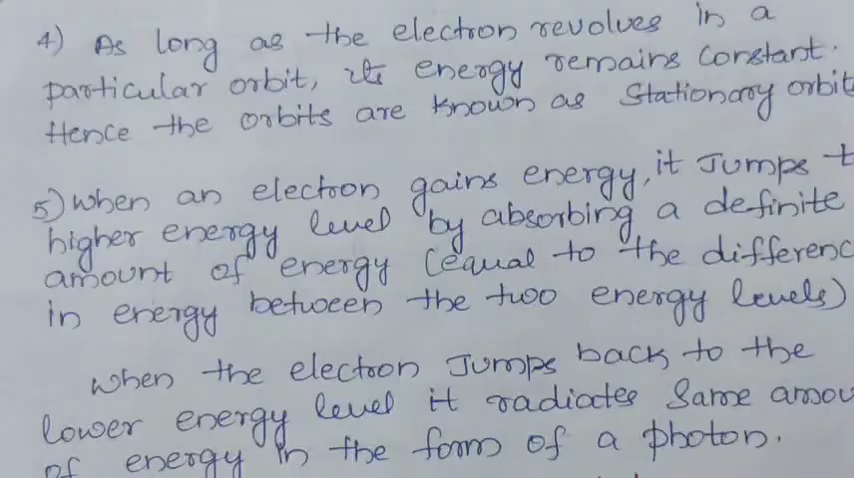 4) As long as the electron revolves in a
particular orbit, its energy remains constant.
Hence the orbits are known as Stationary orbits
5) When an electron gains energy, it Jumps t
higher energy level by absorbing a definite
amount of energy (equal to the differenc
in energy between the two energy levels)
When the electron Jumps back to the
lower energy level it radiates Same amou
of energy in the form of a photon.